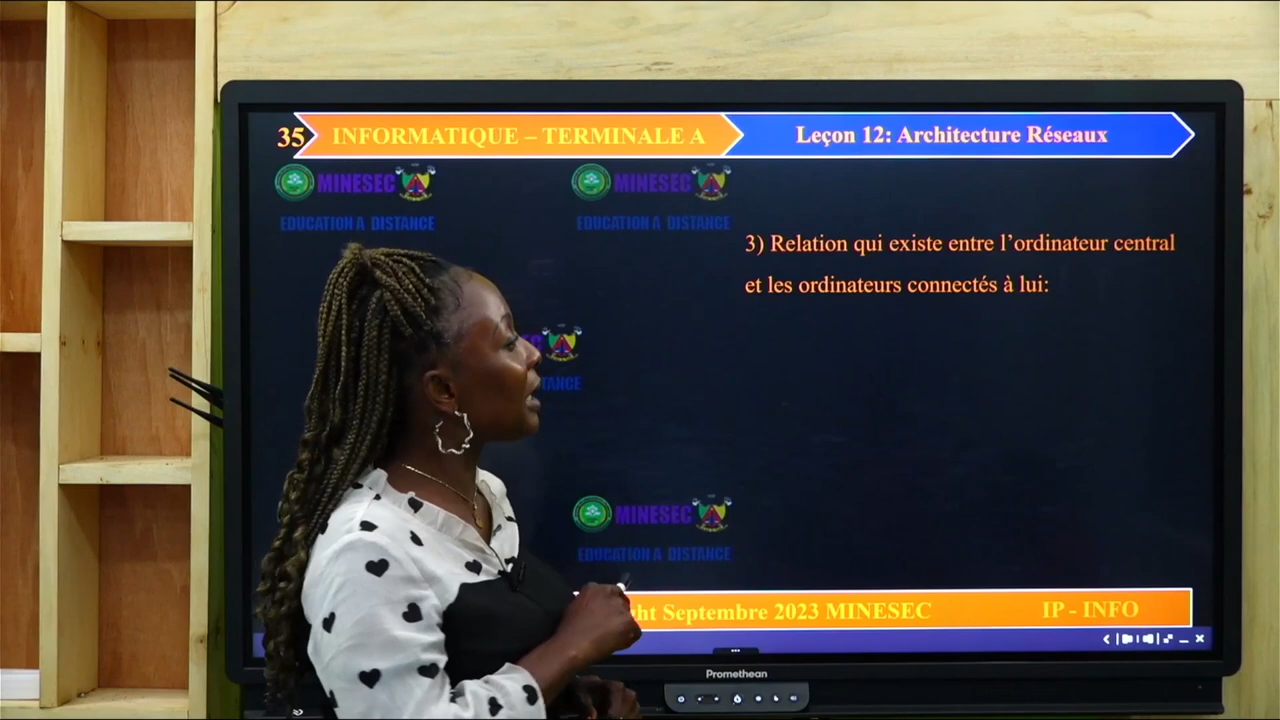 35
INFORMATIQUE – TERMINALE A
Leçon 12: Architecture Réseaux
MINESEC
EDUCATION A DISTANCE
MINESEC
EDUCATION A DISTANCE
3) Relation qui existe entre l’ordinateur central
et les ordinateurs connectés à lui:
MINESEC
EDUCATION A DISTANCE
Septembre 2023 MINESEC
IP - INFO
Promethean